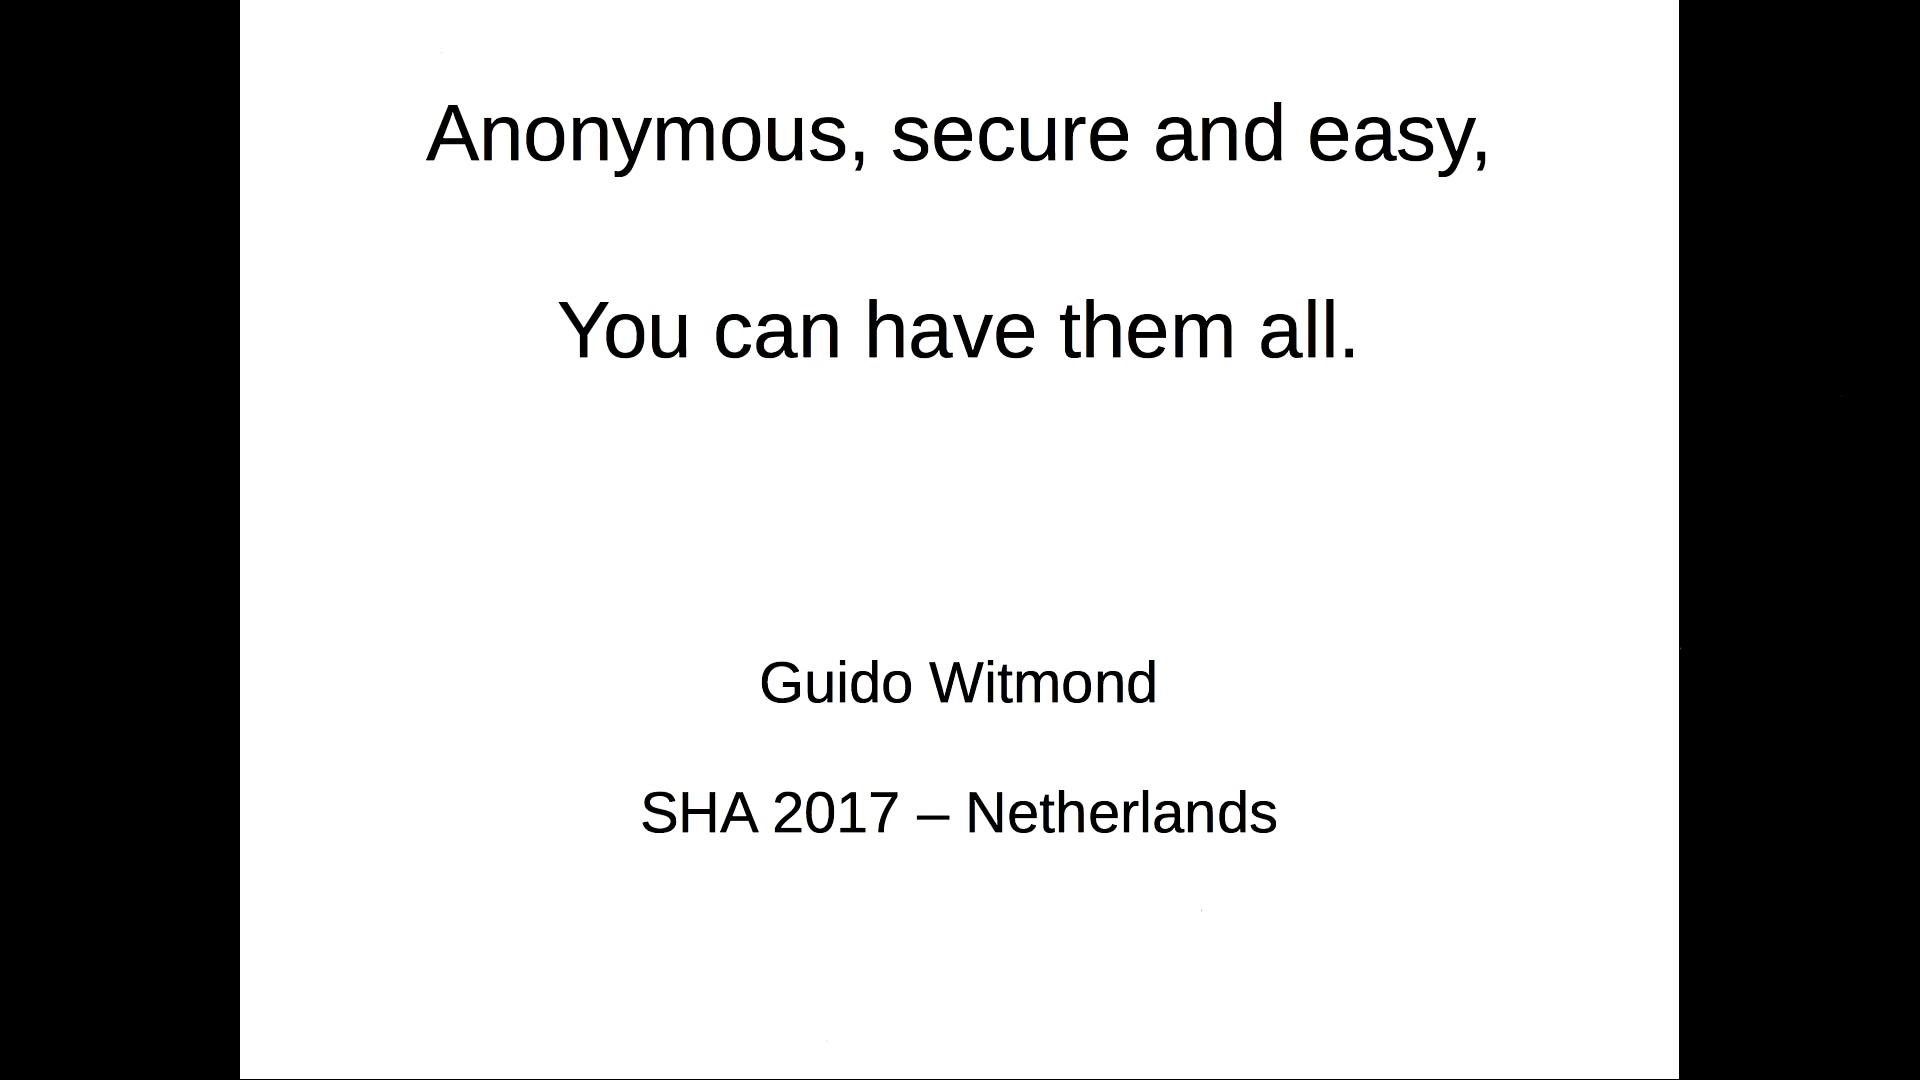 Anonymous, secure and easy,
You can have them all.
Guido Witmond
SHA 2017 – Netherlands